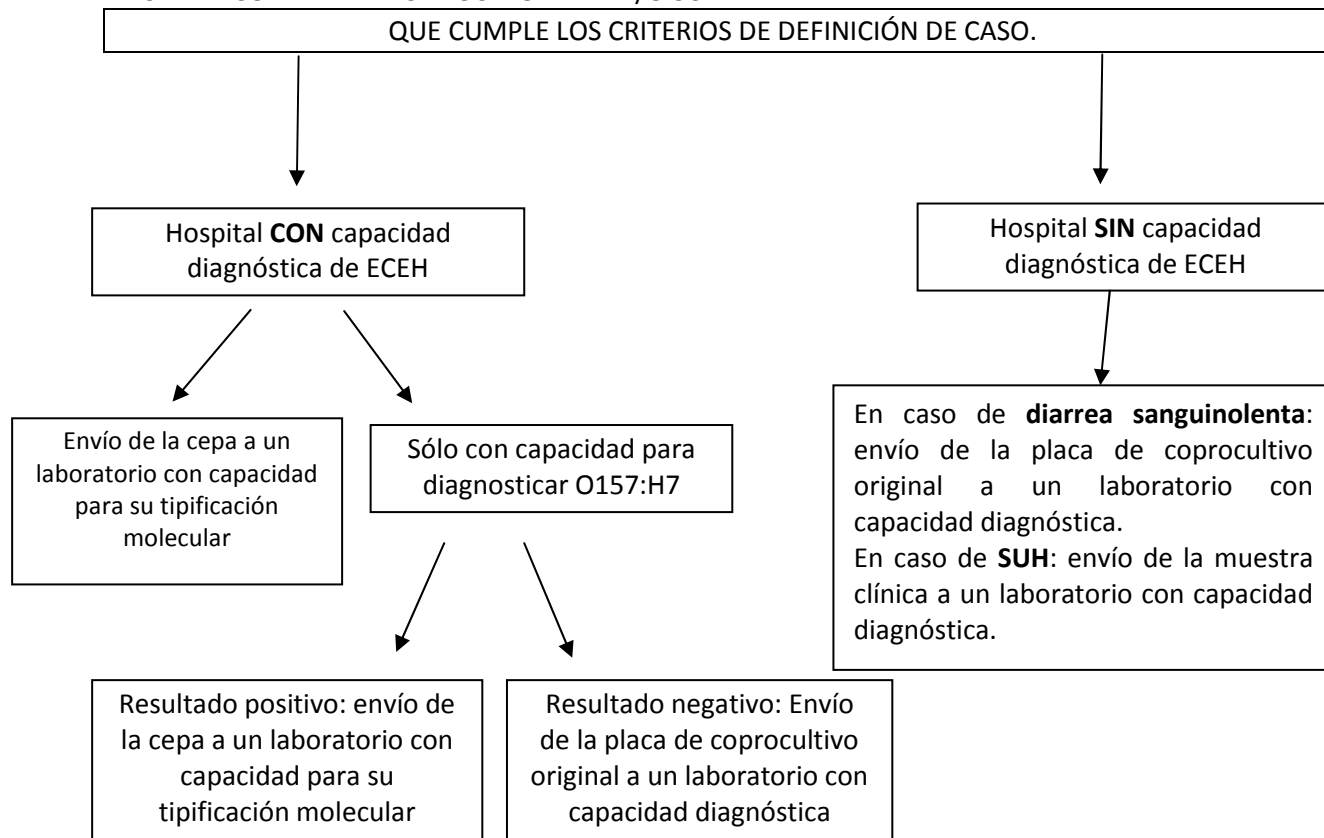 QUE CUMPLE LOS CRITERIOS DE DEFINICIÓN DE CASO.
Hospital CON capacidad
diagnóstica de ECEH
Hospital SIN capacidad
diagnóstica de ECEH
Envío de la cepa a un
laboratorio con capacidad
para su tipificación
molecular
Sólo con capacidad para
diagnosticar O157:H7
En caso de diarrea sanguinolenta:
envío de la placa de coprocultivo
original a un laboratorio con
capacidad diagnóstica.
En caso de SUH: envío de la muestra
clínica a un laboratorio con capacidad
diagnóstica.
Resultado positivo: envío de
la cepa a un laboratorio con
capacidad para su
tipificación molecular
Resultado negativo: Envío
de la placa de coprocultivo
original a un laboratorio con
capacidad diagnóstica